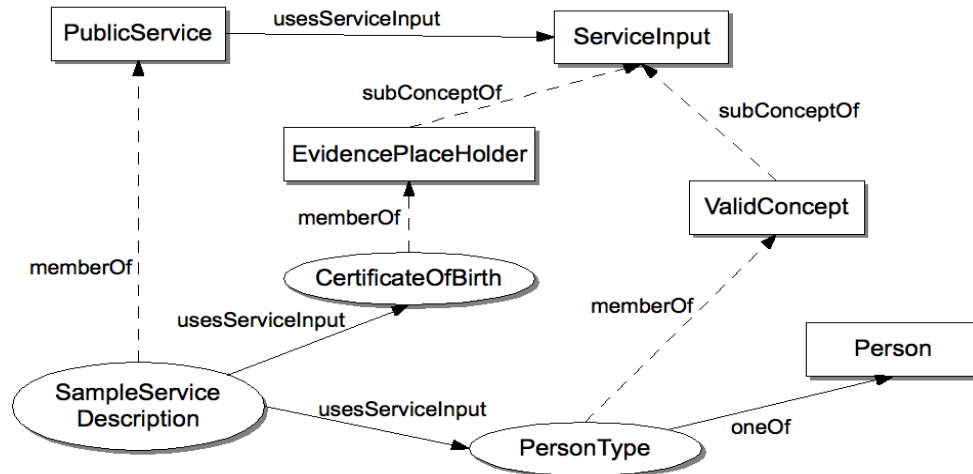 usesServiceInput
PublicService
ServiceInput
subConceptOf
subConceptOf
EvidencePlaceHolder
memberOf
ValidConcept
memberOf
CertificateOfBirth
memberOf
usesServiceInput
Person
SampleService
Description
usesServiceInput
oneOf
PersonType